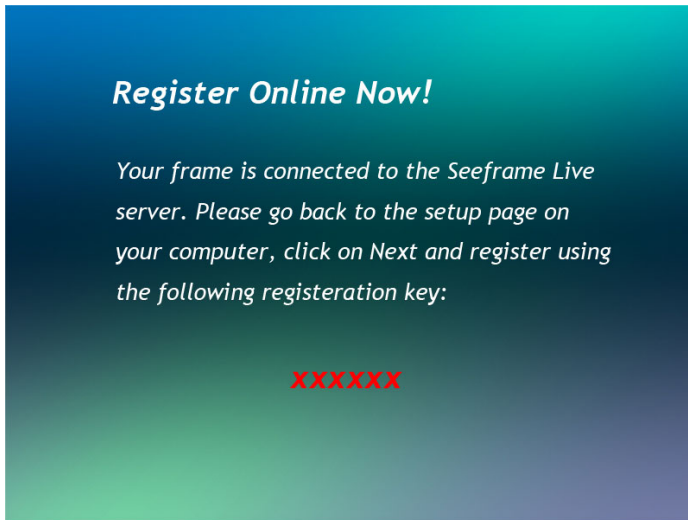 Register Online Now!
Your frame is connected to the Seeframe Live
server. Please go back to the setup page on
your computer, click on Next and register using
the following registeration key:
xxxxxx